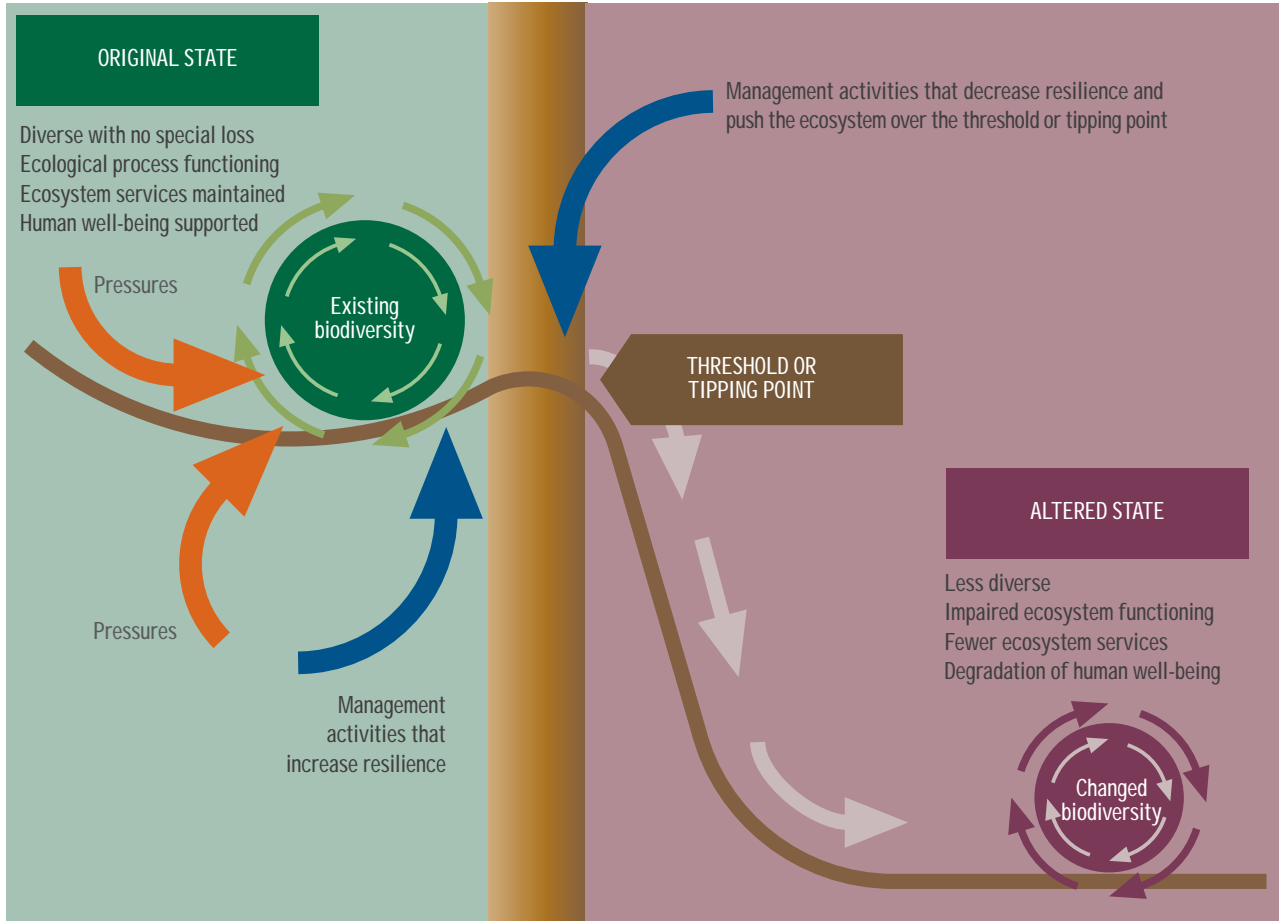 ORIGINAL STATE
Diverse with no special loss
Ecological process functioning
Ecosystem services maintained
Human well-being supported
Pressures
Existing
biodiversity
Pressures
Management
activities that
increase resilience
Management activities that decrease resilience and
push the ecosystem over the threshold or tipping point
THRESHOLD OR
TIPPING POINT
ALTERED STATE
Less diverse
Impaired ecosystem functioning
Fewer ecosystem services
Degradation of human well-being
Changed
biodiversity